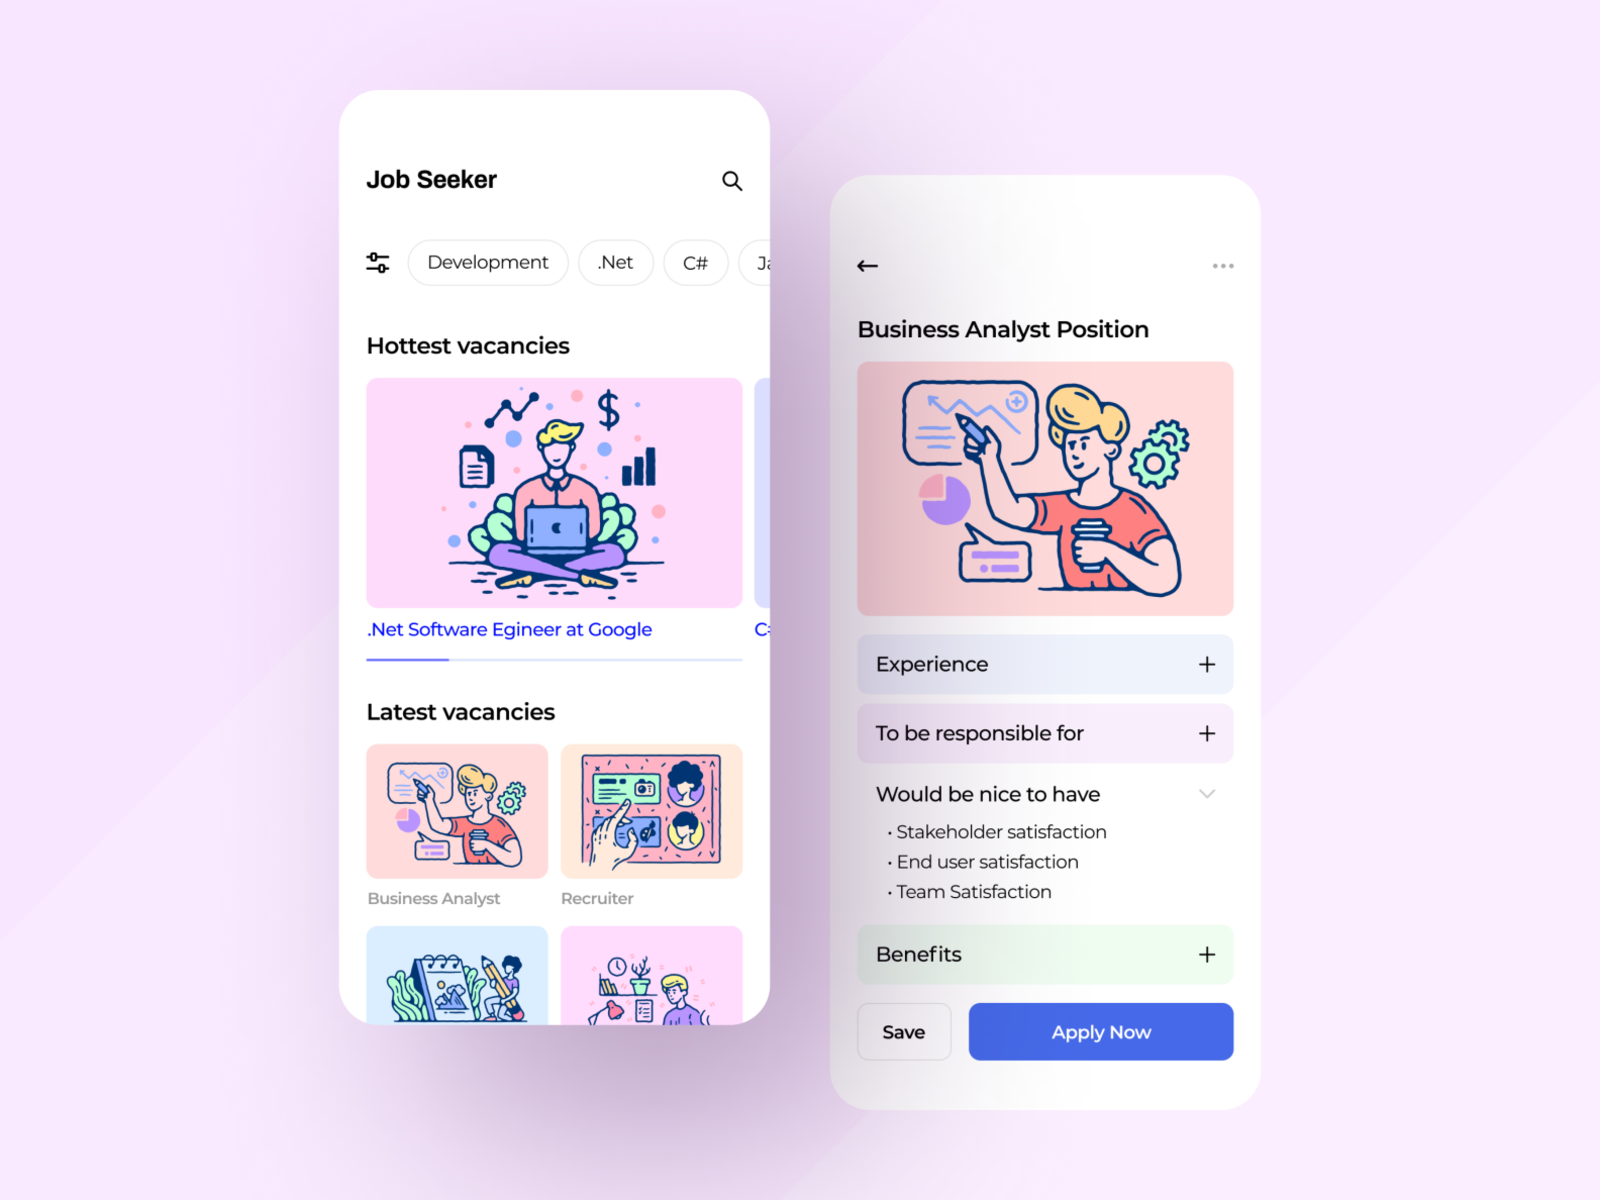 Job Seeker
Development
.Net
C#
Ja
Hottest vacancies
$
.Net Software Egineer at Google
C#
Latest vacancies
Business Analyst
Recruiter
Business Analyst Position
Experience
To be responsible for
Would be nice to have
• Stakeholder satisfaction
• End user satisfaction
• Team Satisfaction
Benefits
Save
Apply Now